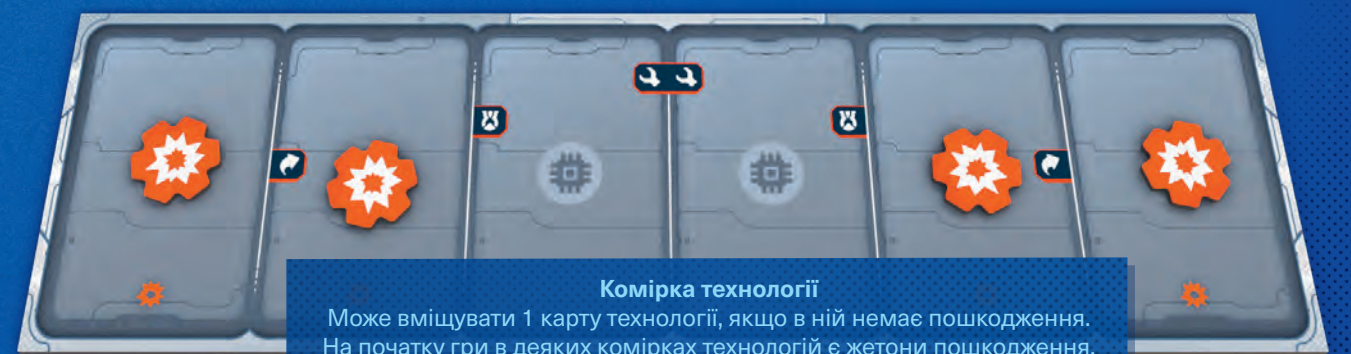 Комірка технології
Може вміщувати 1 карту технології, якщо в ній немає пошкодження.
На початку гри в деяких комірках технологій є жетони пошкодження.